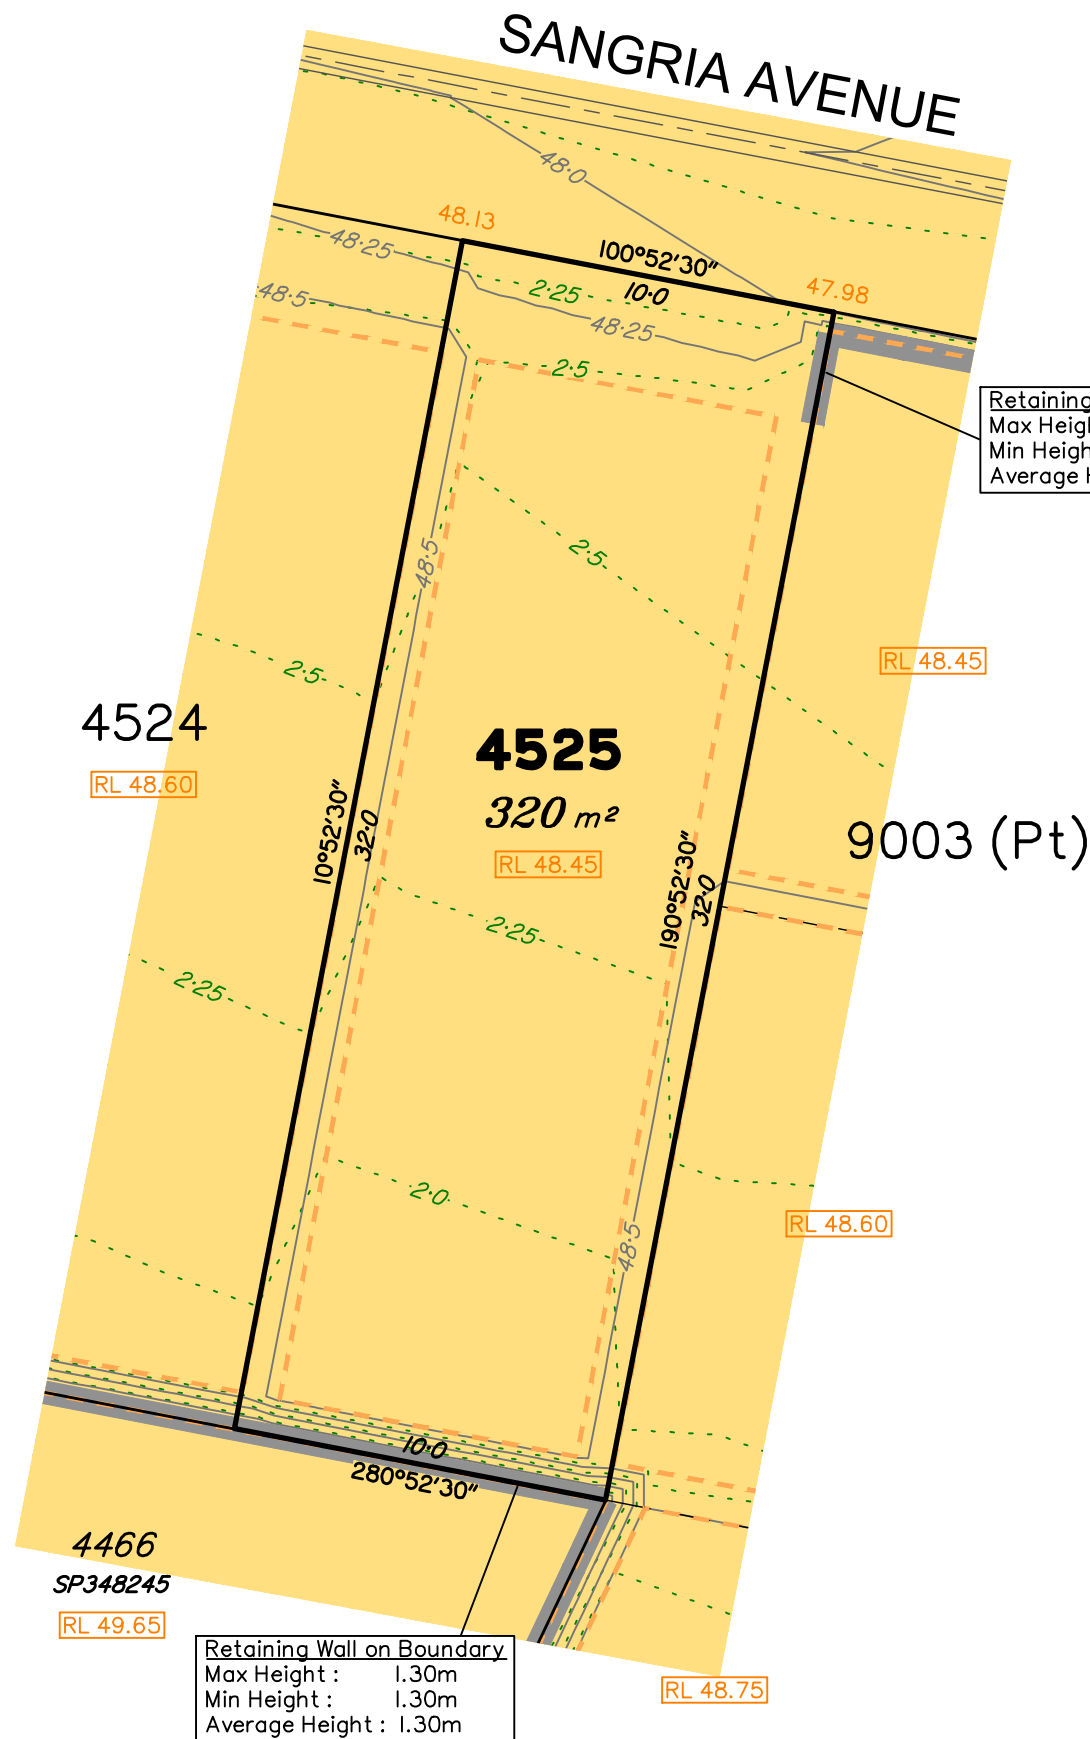 SANGRIA AVENUE
48·0
48.13
48·25
100°52'30"
10·0
47.98
2·25
48·5
48·25
2·5
Retaining
Max Heigh
Min Heigh
Average H
48·5
2·5
2·5
RL 48.45
4524
RL 48.60
4525
320 m²
RL 48.45
10°52'30"
32·0
9003 (Pt)
190°52'30"
32·0
2·25
2·25
2·0
RL 48.60
48·5
10·0
280°52'30"
4466
SP348245
RL 49.65
Retaining Wall on Boundary
Max Height : 1.30m
Min Height : 1.30m
Average Height : 1.30m
RL 48.75